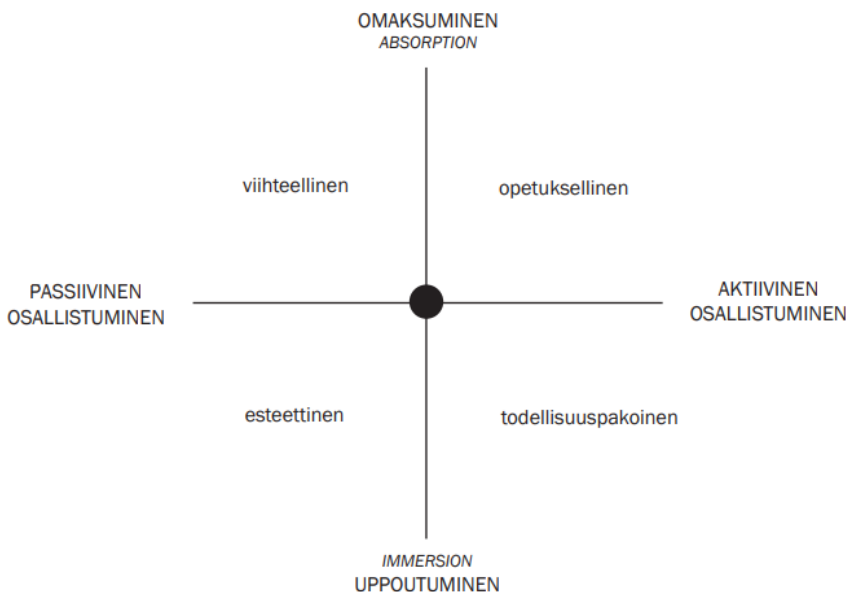 OMAKSUMINEN
ABSORPTION
viihteellinen
opetuksellinen
PASSIIVINEN
OSALLISTUMINEN
AKTIIVINEN
OSALLISTUMINEN
esteettinen
todellisuuspakoinen
IMMERSION
UPPOUTUMINEN